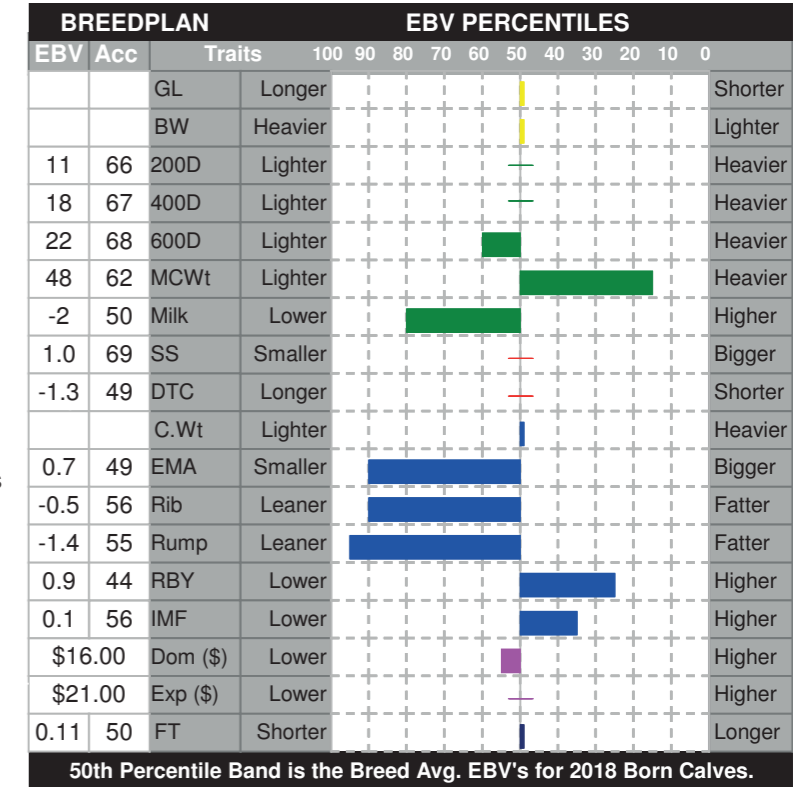 BREEDPLAN EBV PERCENTILES
EBV Acc Traits 100 90 80 70 60 50 40 30 20 10 0
GL Longer Shorter
BW Heavier Lighter
11 66 200D Lighter Heavier
18 67 400D Lighter Heavier
22 68 600D Lighter Heavier
48 62 MCWt Lighter Heavier
-2 50 Milk Lower Higher
1.0 69 SS Smaller Bigger
-1.3 49 DTC Longer Shorter
C.Wt Lighter Heavier
0.7 49 EMA Smaller Bigger
-0.5 56 Rib Leaner Fatter
-1.4 55 Rump Leaner Fatter
0.9 44 RBY Lower Higher
0.1 56 IMF Lower Higher
$16.00 Dom ($) Lower Higher
$21.00 Exp ($) Lower Higher
0.11 50 FT Shorter Longer
50th Percentile Band is the Breed Avg. EBV's for 2018 Born Calves.